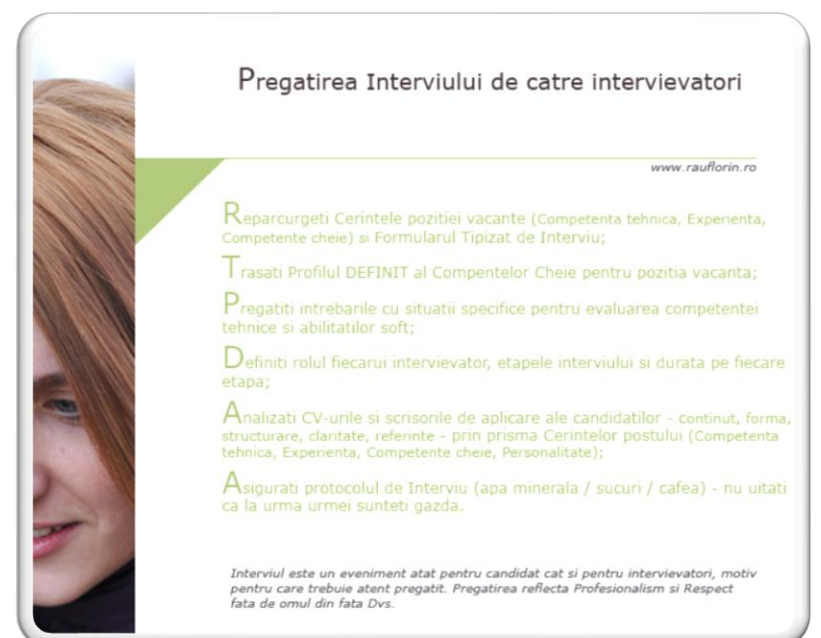 Pregatirea Interviului de catre intervievatori
www.rauflorin.ro
Reparcurgeti Cerintele pozitiei vacante (Competenta tehnica, Experienta,
Competente cheie) si Formularul Tipizat de Interviu;
Trasati Profilul DEFINIT al Compentelor Cheie pentru pozitia vacanta;
Pregatiti intrebarile cu situatii specifice pentru evaluarea competentei
tehnice si abilitatilor soft;
Definiti rolul fiecarui intervievator, etapele interviului si durata pe fiecare
etapa;
Analizati CV-urile si scrisorile de aplicare ale candidatilor - continut, forma,
structurare, claritate, referinte - prin prisma Cerintelor postului (Competenta
tehnica, Experienta, Competente cheie, Personalitate);
Asigurati protocolul de Interviu (apa minerala / sucuri / cafea) - nu uitati
ca la urma urmei sunteti gazda.
Interviul este un eveniment atat pentru candidat cat si pentru intervievatori, motiv
pentru care trebuie atent pregatit. Pregatirea reflecta Profesionalism si Respect
fata de omul din fata Dvs.